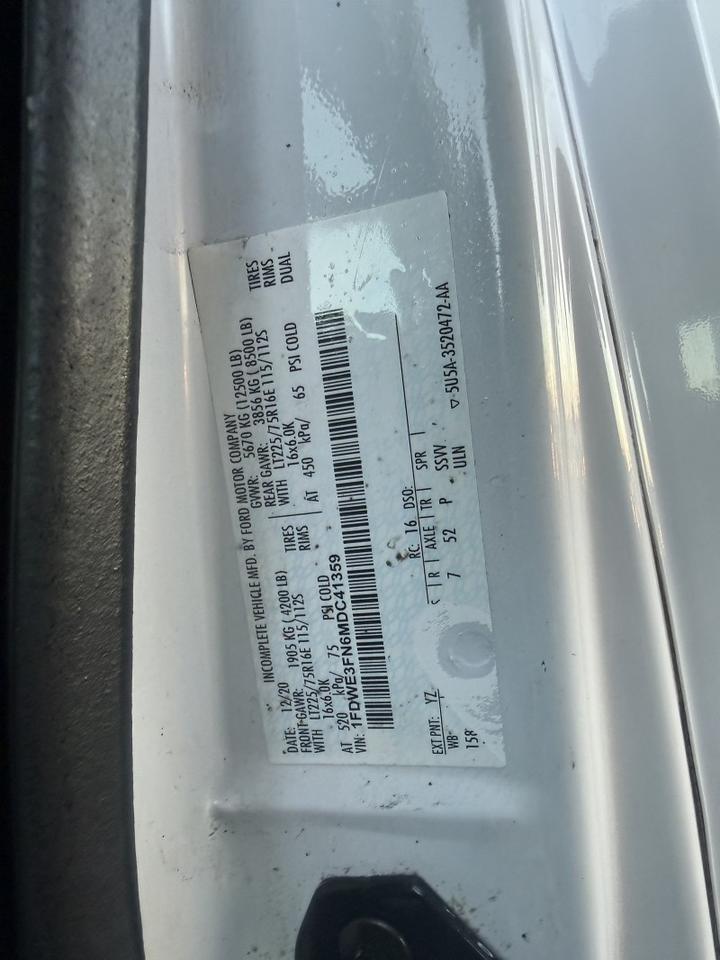 INCOMPLETE VEHICLE MFD. BY FORD MOTOR COMPANY
DATE: 12/20 GVWR: 5670 KG (12500 LB)
FRONT GAWR: 1905 KG (4200 LB) REAR GAWR: 3856 KG (8500 LB)
WITH LT225/75R16E 115/112S TIRES WITH LT225/75R16E 115/112S TIRES
16x6.0K RIMS 16x6.0K RIMS
AT 520 kPa/ 75 PSI COLD AT 450 kPa/ 65 PSI COLD DUAL
VIN: 1FDWE3FN6MDC41359
EXT PNT: YZ RC: 16 DSO:
WB R AXLE TR SPR
158 7 52 P SSVV
ULN
▽-5U5A-3520472-AA